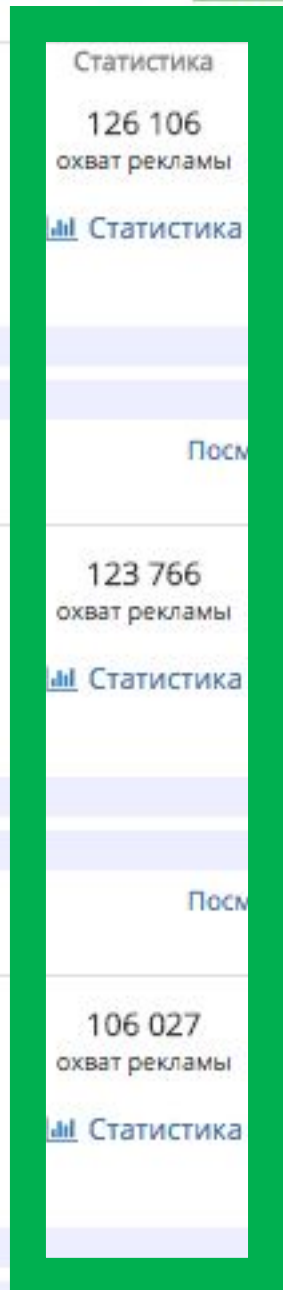 Статистика
126 106
охват рекламы
Статистика
123 766
охват рекламы
Статистика
106 027
охват рекламы
Статистика